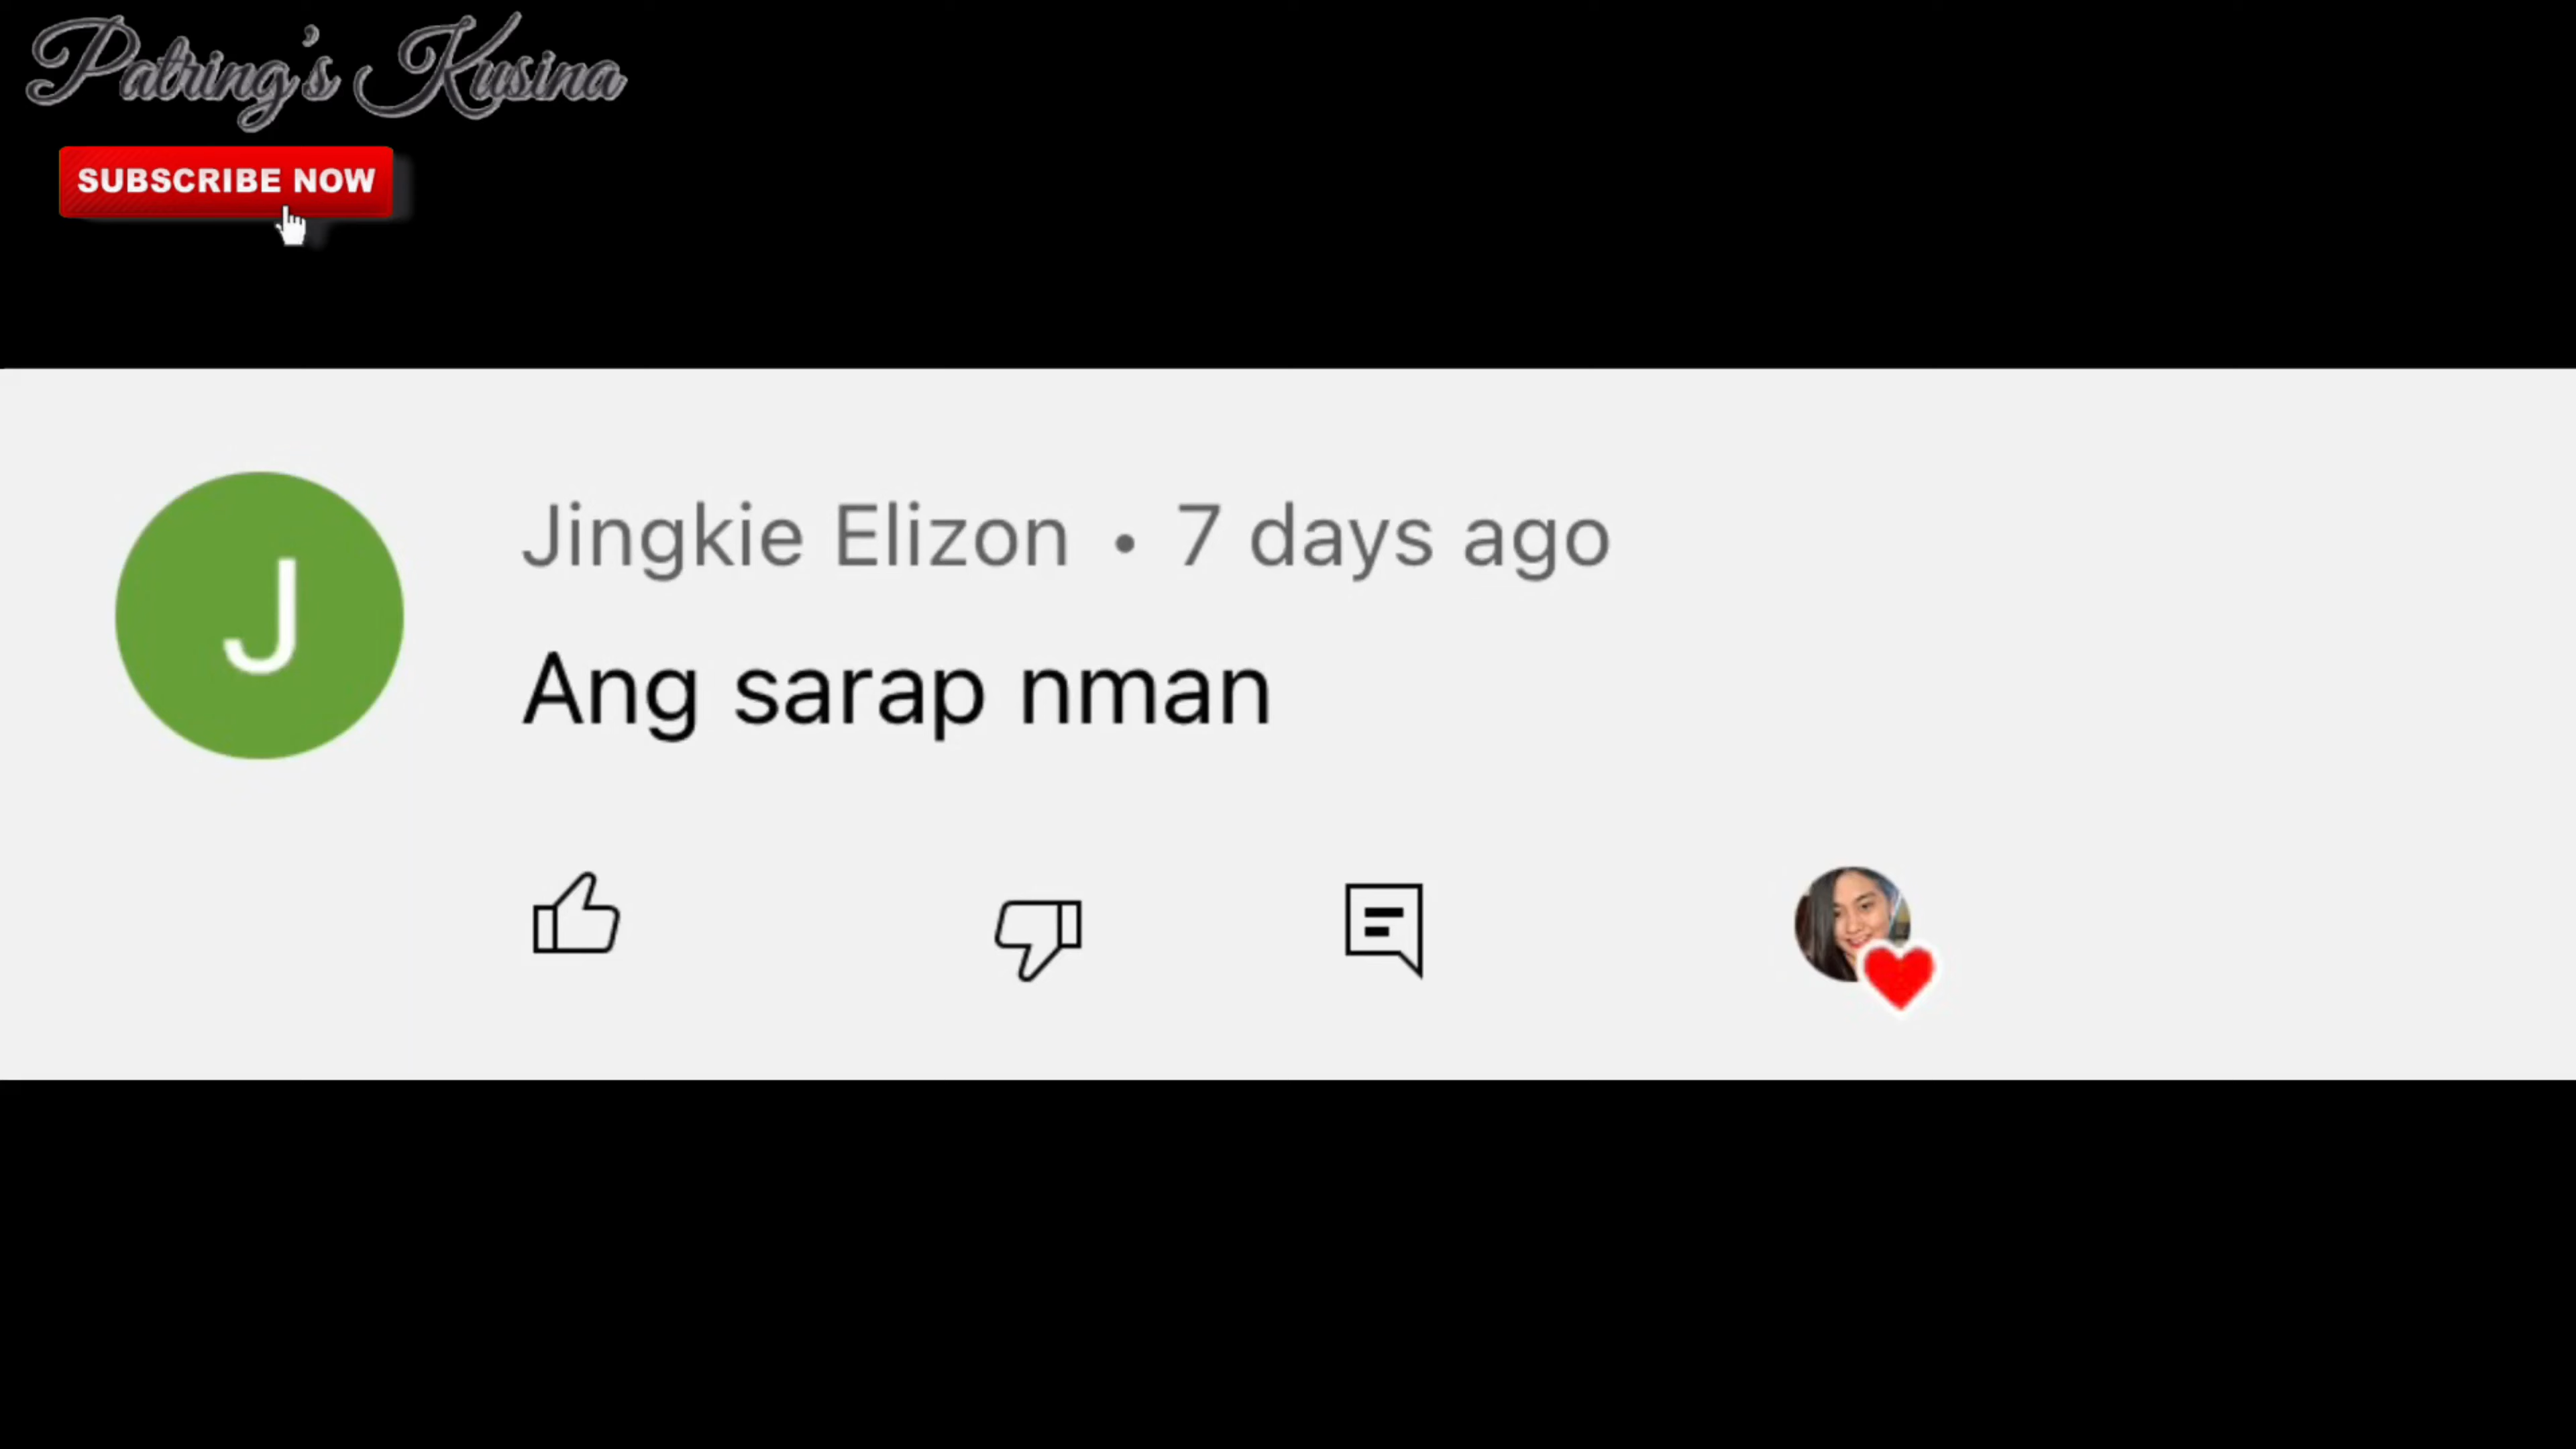 Patring's Kusina
SUBSCRIBE NOW
J
Jingkie Elizon • 7 days ago
Ang sarap nman